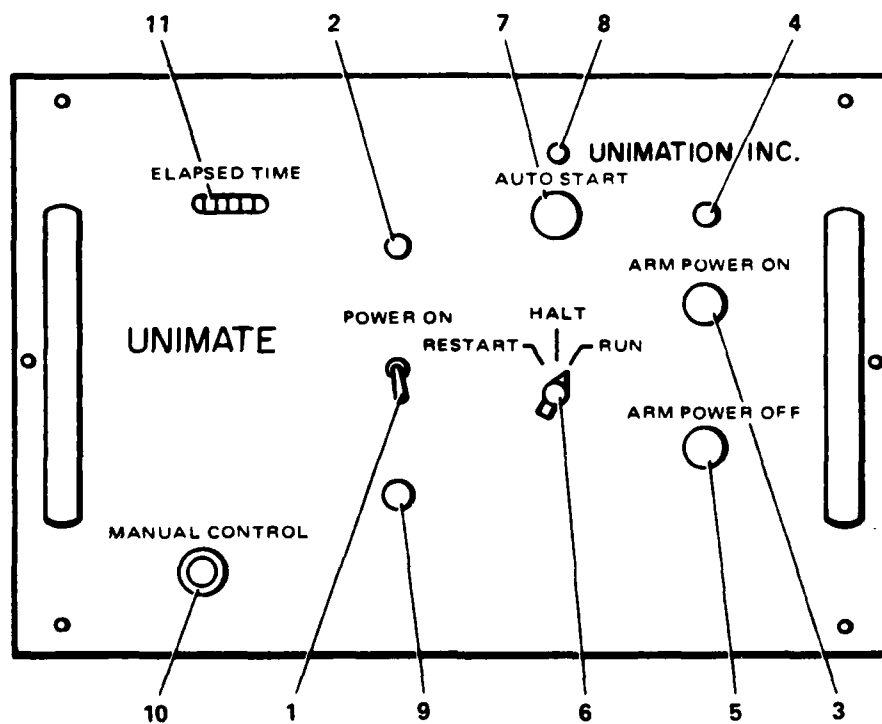 11 2 7 8 4
UNIMATION INC.
ELAPSED TIME
AUTO START
ARM POWER ON
POWER ON
HALT
UNIMATE
RESTART
RUN
ARM POWER OFF
MANUAL CONTROL
10 1 9 6 5 3